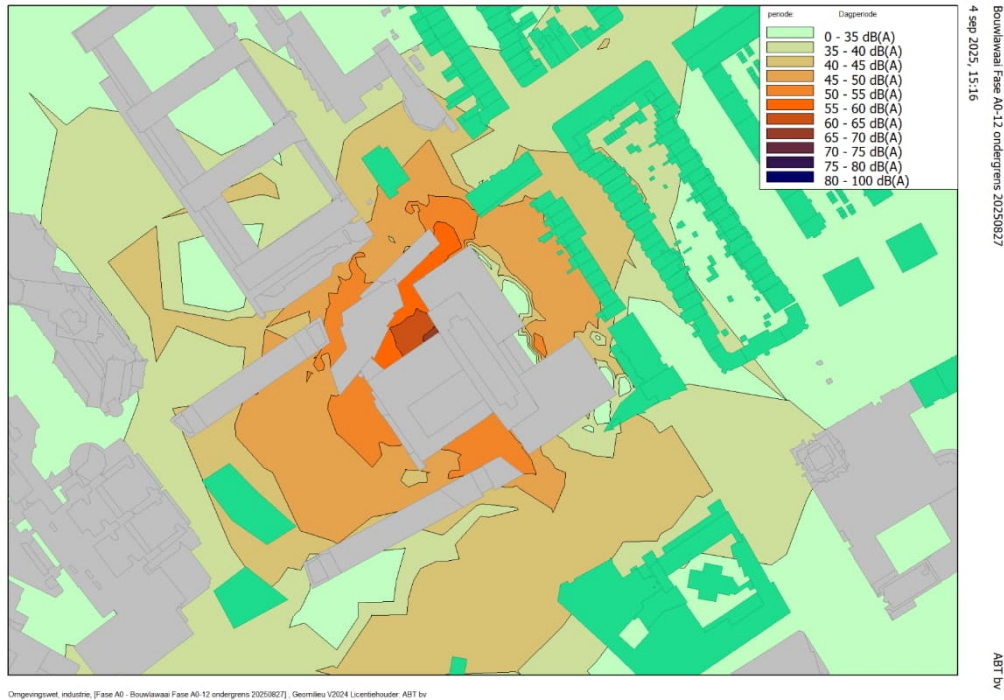 periode: Dagperiode
0 - 35 dB(A)
35 - 40 dB(A)
40 - 45 dB(A)
45 - 50 dB(A)
50 - 55 dB(A)
55 - 60 dB(A)
60 - 65 dB(A)
65 - 70 dB(A)
70 - 75 dB(A)
75 - 80 dB(A)
80 - 100 dB(A)
Bouwlawaai Fase A0-12 ondergrens 20250827
4 sep 2025, 15:16
ABT bv
Omgevingswet, industrie, [Fase A0 - Bouwlawaai Fase A0-12 ondergrens 20250827] , Geomilieu V2024 Licentiehouder: ABT bv